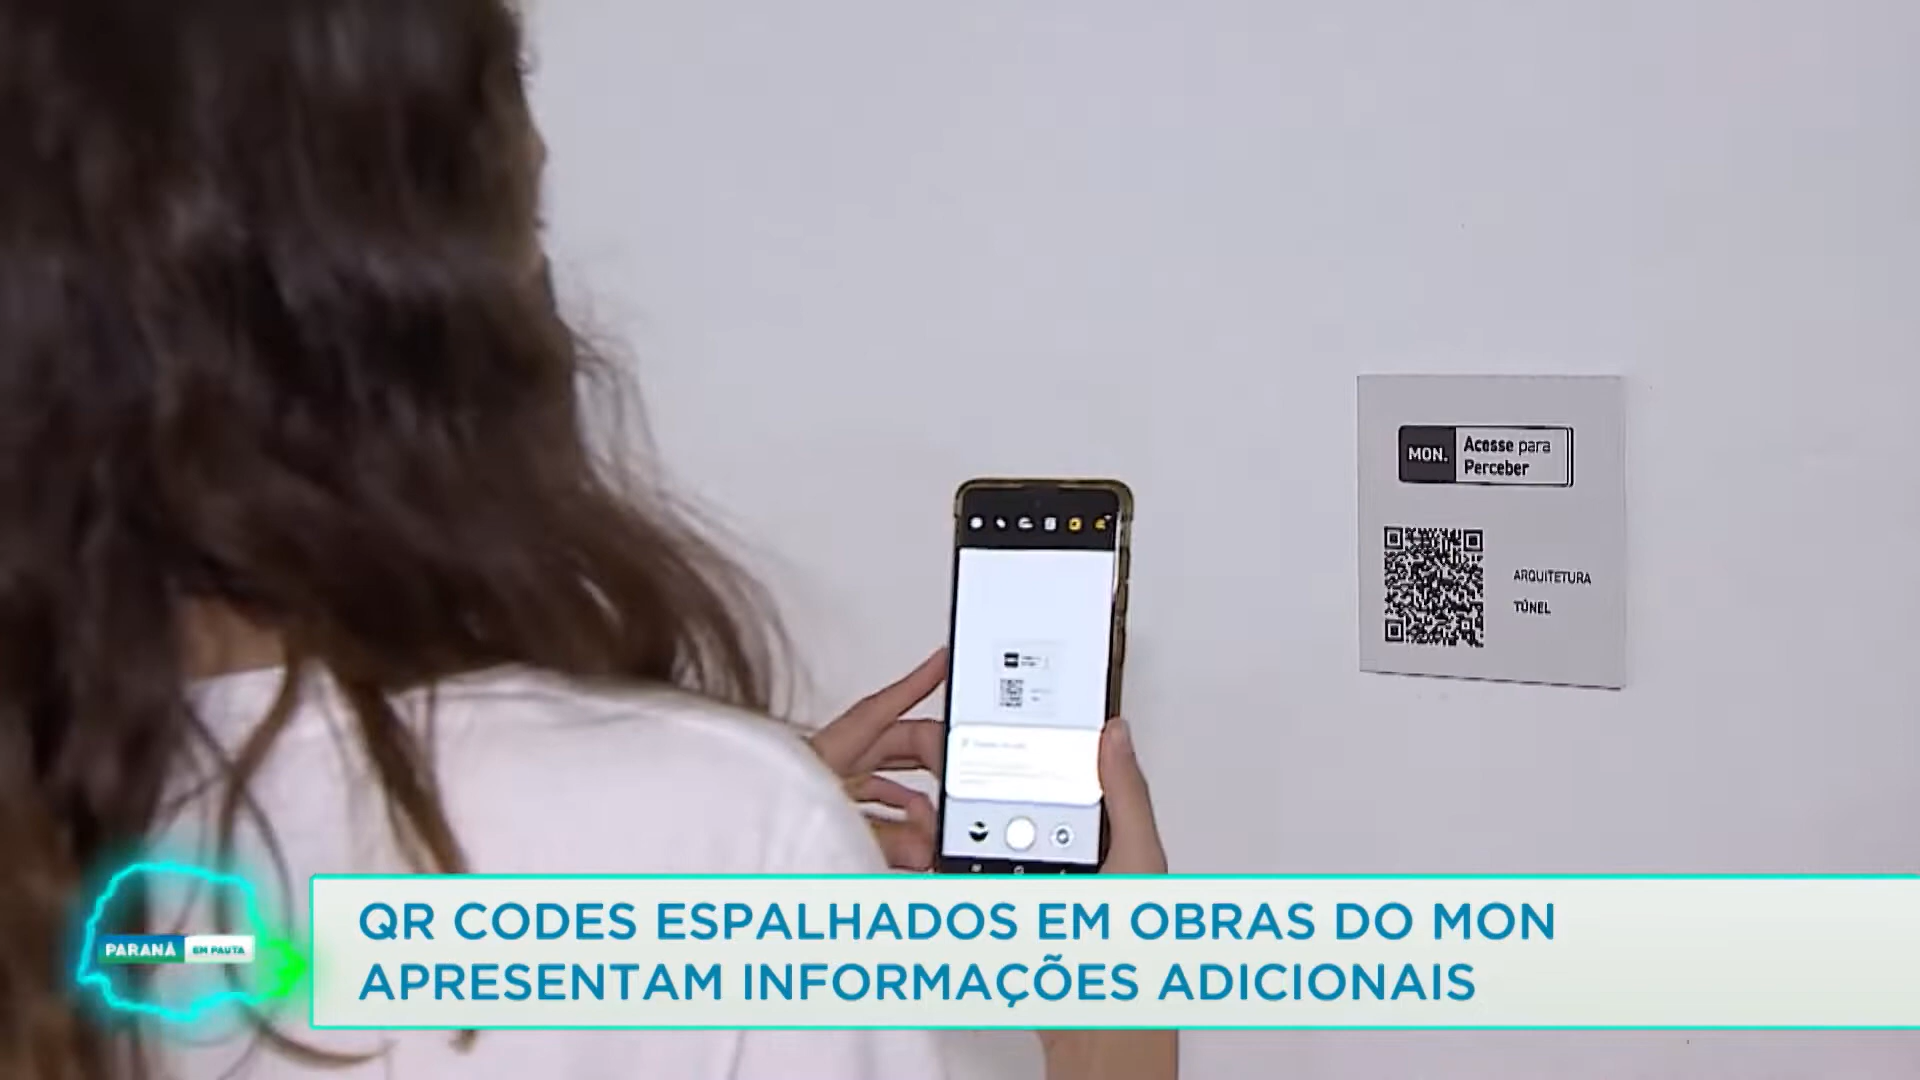 MON.
Acesse para
Perceber
ARQUITETURA
TÚNEL
PARANÁ EM PAUTA
QR CODES ESPALHADOS EM OBRAS DO MON
APRESENTAM INFORMAÇÕES ADICIONAIS